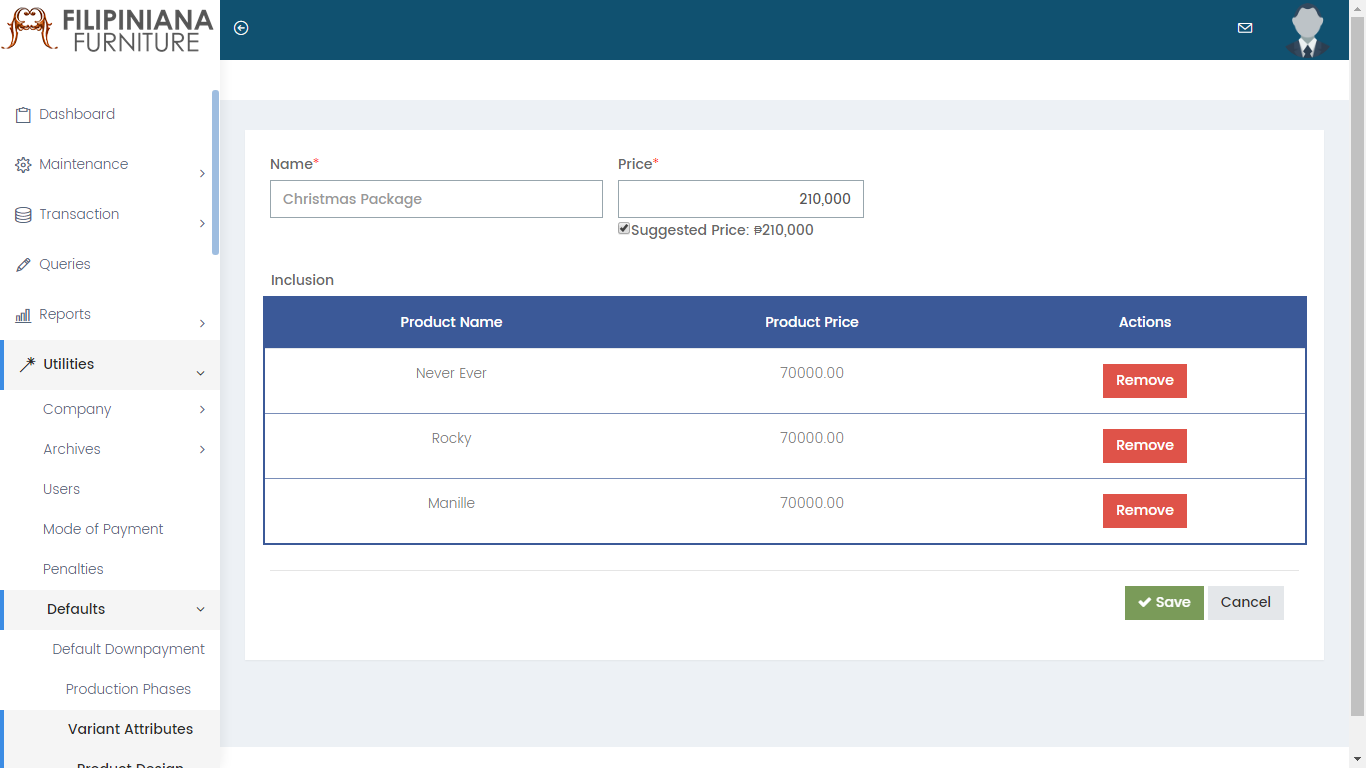 FILIPINIANA
FURNITURE
Dashboard
Maintenance
Transaction
Queries
Reports
Utilities
Company
Archives
Users
Mode of Payment
Penalties
Defaults
Default Downpayment
Production Phases
Variant Attributes
Product Design
Name*
Price*
Christmas Package
210,000
Suggested Price: ₱210,000
Inclusion
Product Name Product Price Actions
Never Ever 70000.00 Remove
Rocky 70000.00 Remove
Manille 70000.00 Remove
Save Cancel